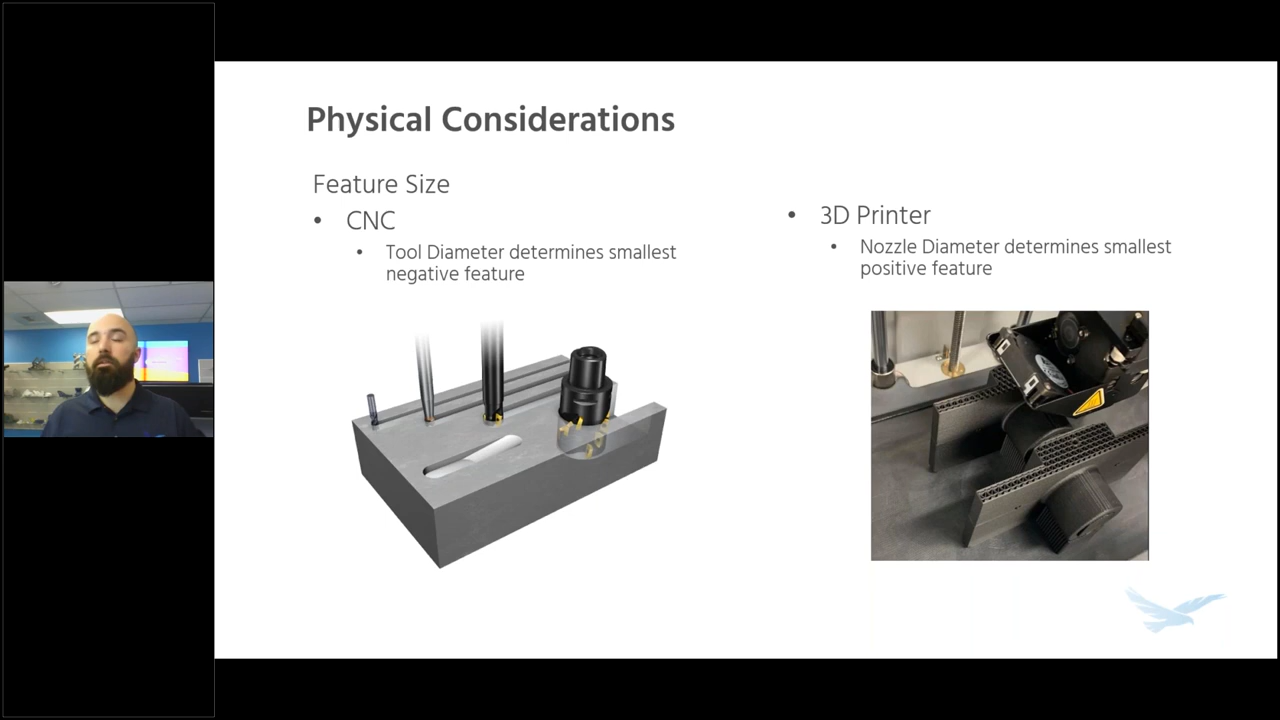 Physical Considerations
Feature Size
• CNC
• Tool Diameter determines smallest
negative feature
• 3D Printer
• Nozzle Diameter determines smallest
positive feature